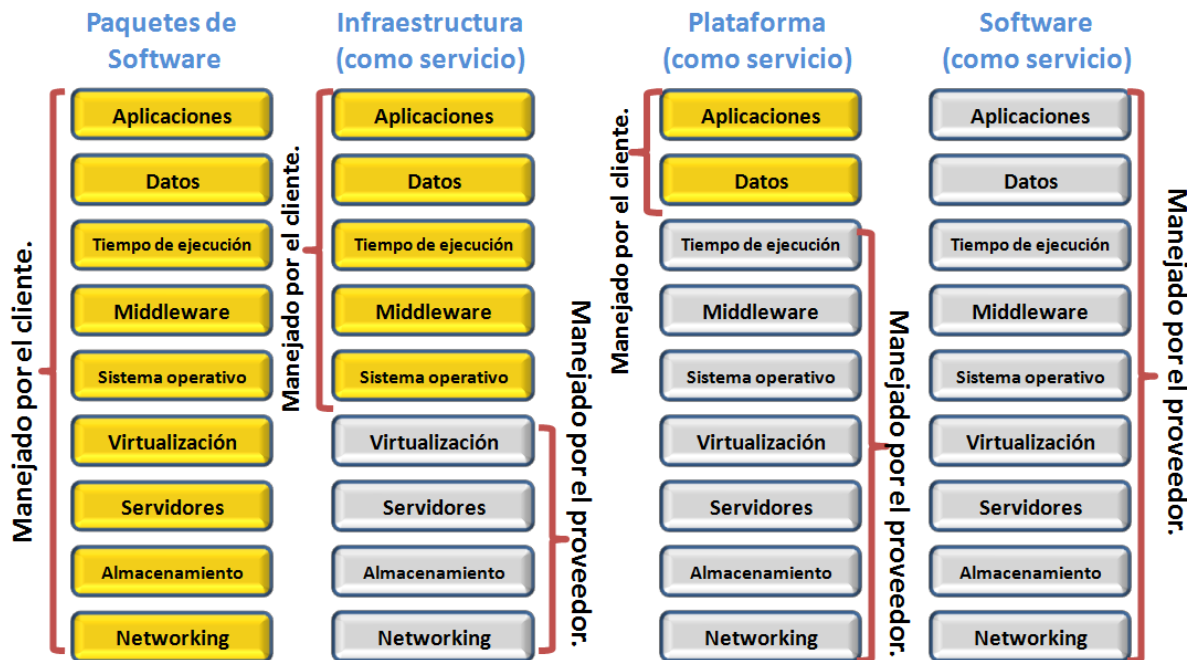 Paquetes de
Software
Manejado por el cliente.
Aplicaciones
Datos
Tiempo de ejecución
Middleware
Sistema operativo
Virtualización
Servidores
Almacenamiento
Networking
Infraestructura
(como servicio)
Manejado por el cliente.
Aplicaciones
Datos
Tiempo de ejecución
Middleware
Sistema operativo
Virtualización
Servidores
Almacenamiento
Networking
Manejado por el proveedor.
Plataforma
(como servicio)
Manejado por el cliente.
Aplicaciones
Datos
Tiempo de ejecución
Middleware
Sistema operativo
Virtualización
Servidores
Almacenamiento
Networking
Manejado por el proveedor.
Software
(como servicio)
Aplicaciones
Datos
Tiempo de ejecución
Middleware
Sistema operativo
Virtualización
Servidores
Almacenamiento
Networking
Manejado por el proveedor.